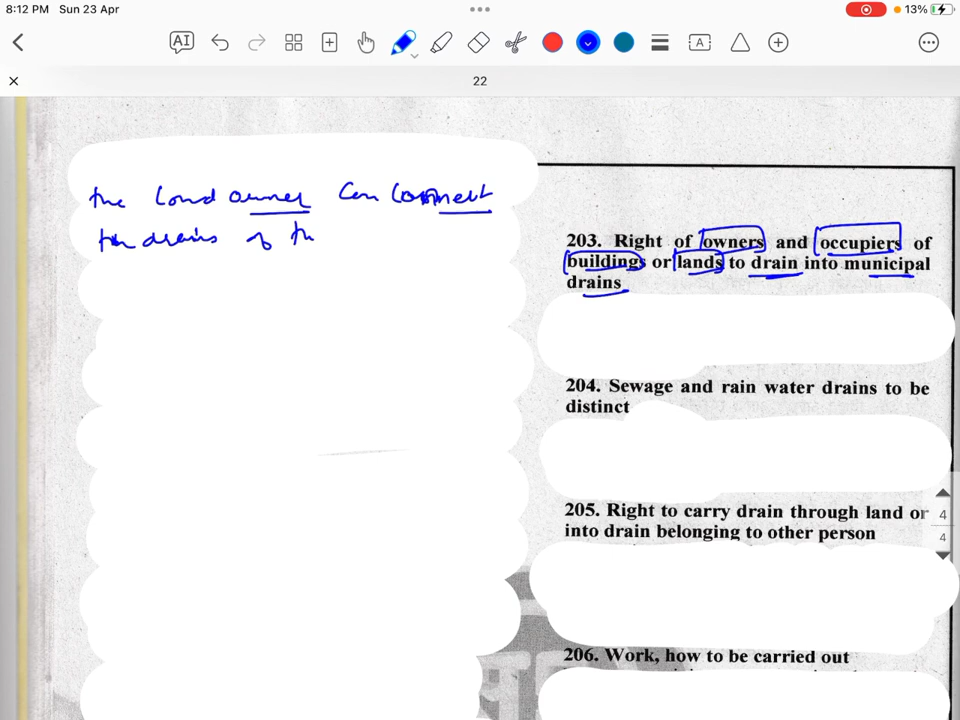 8:12 PM Sun 23 Apr
13%
AI
A
22
the Land owner Can Connect
the drains of th
203. Right of owners and occupiers of
buildings or lands to drain into municipal
drains
204. Sewage and rain water drains to be
distinct
205. Right to carry drain through land or
into drain belonging to other person
4
4
206. Work, how to be carried out